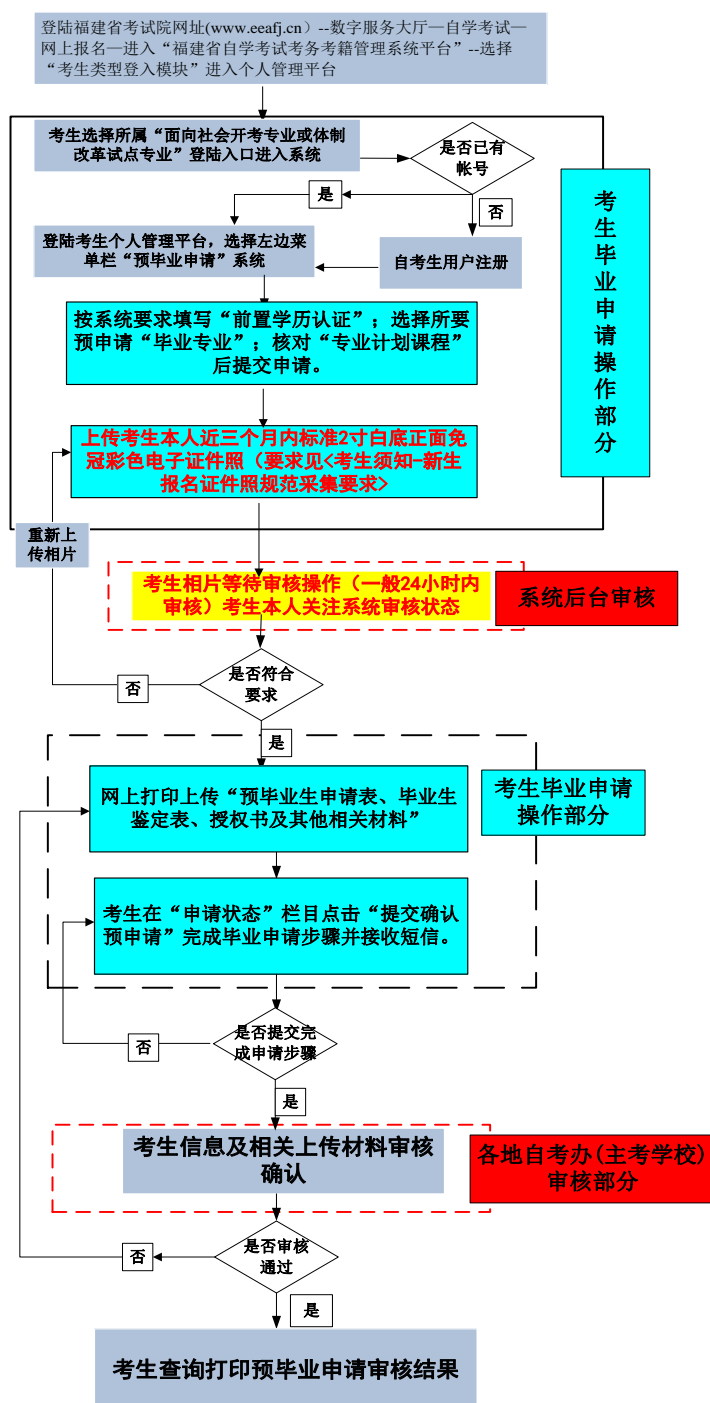 登陆福建省考试院网址(www.eeafj.cn）--数字服务大厅—自学考试—
网上报名—进入“福建省自学考试考务考籍管理系统平台”--选择
“考生类型登入模块”进入个人管理平台
考生选择所属“面向社会开考专业或体制
改革试点专业”登陆入口进入系统
是否已有
帐号
是
否
登陆考生个人管理平台，选择左边菜
单栏“预毕业申请”系统
自考生用户注册
考生毕业申请操作部分
按系统要求填写“前置学历认证”；选择所要
预申请“毕业专业”；核对“专业计划课程”
后提交申请。
上传考生本人近三个月内标准2寸白底正面免
冠彩色电子证件照（要求见<考生须知-新生
报名证件照规范采集要求>
重新上
传相片
考生相片等待审核操作（一般24小时内
审核）考生本人关注系统审核状态
系统后台审核
是否符合
要求
否
是
网上打印上传“预毕业生申请表、毕业生
鉴定表、授权书及其他相关材料”
考生毕业申请
操作部分
考生在“申请状态”栏目点击“提交确认
预申请”完成毕业申请步骤并接收短信。
是否提交完
成申请步骤
否
是
考生信息及相关上传材料审核
确认
各地自考办(主考学校)
审核部分
是否审核
通过
否
是
考生查询打印预毕业申请审核结果